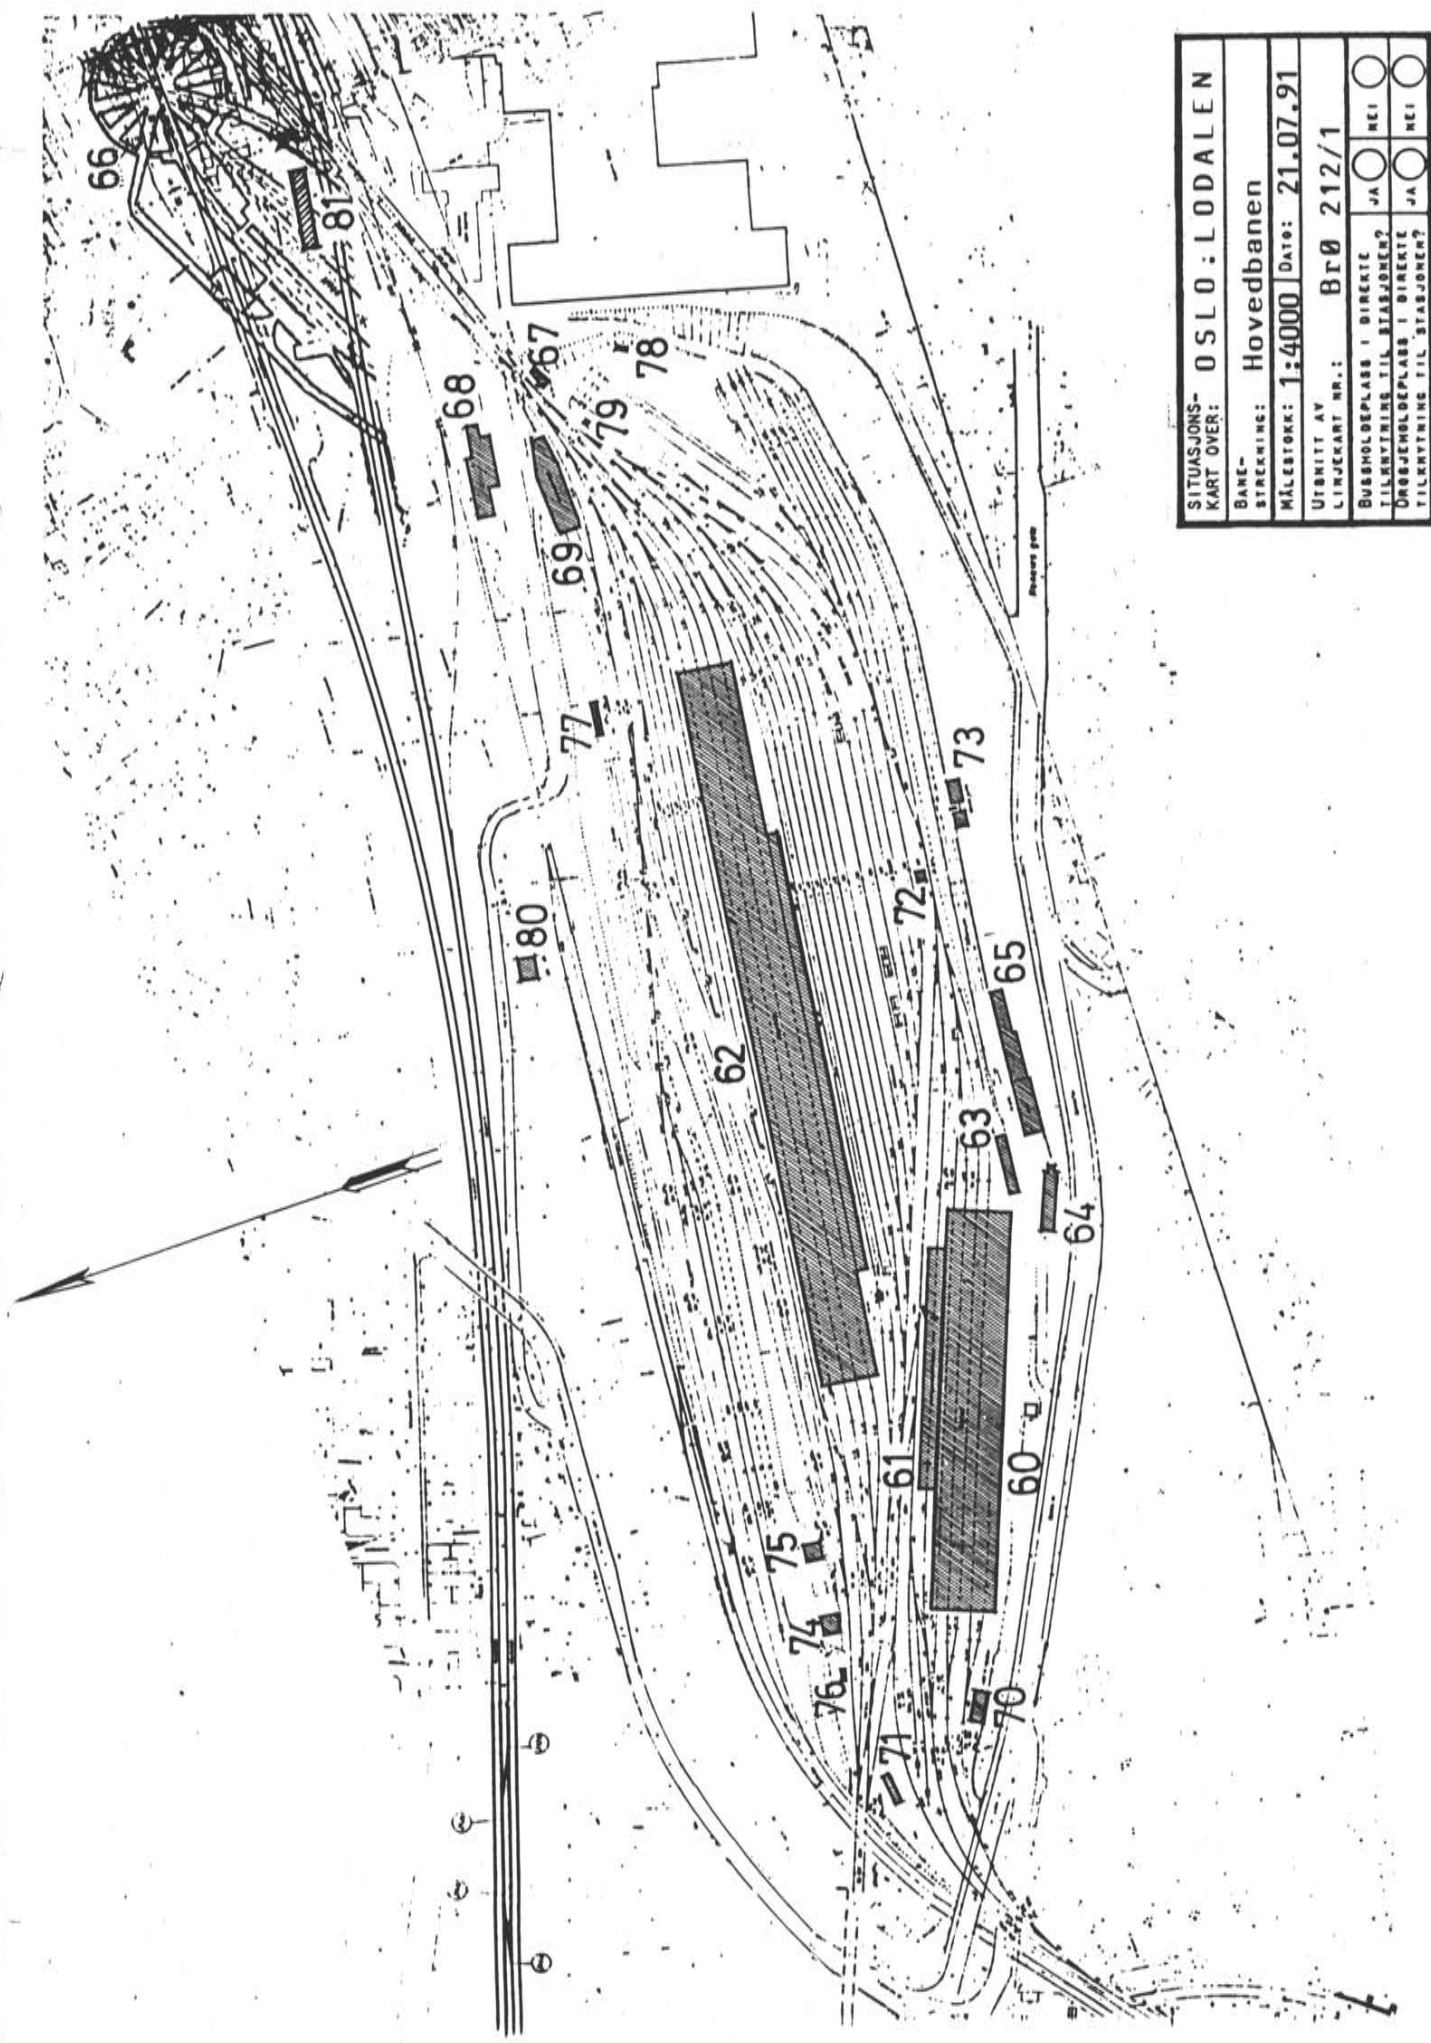 SITUASJONS-
KART OVER: OSLO:LODALEN
BANE-
STREKNING: Hovedbanen
MÅLESTOKK: 1:4000 DATO: 21.07.91
UTSNITT AV
LINJEKART NR.: BrØ 212/1
BUSSHOLDEPLASS I DIREKTE
TILKNYTNING TIL STASJONEN? JA NEI
DROSJEHOLDEPLASS I DIREKTE
TILKNYTNING TIL STASJONEN? JA NEI
66
81
68
67
78
79
69
77
73
80
72
65
62
63
64
61
60
75
74
76
70
71